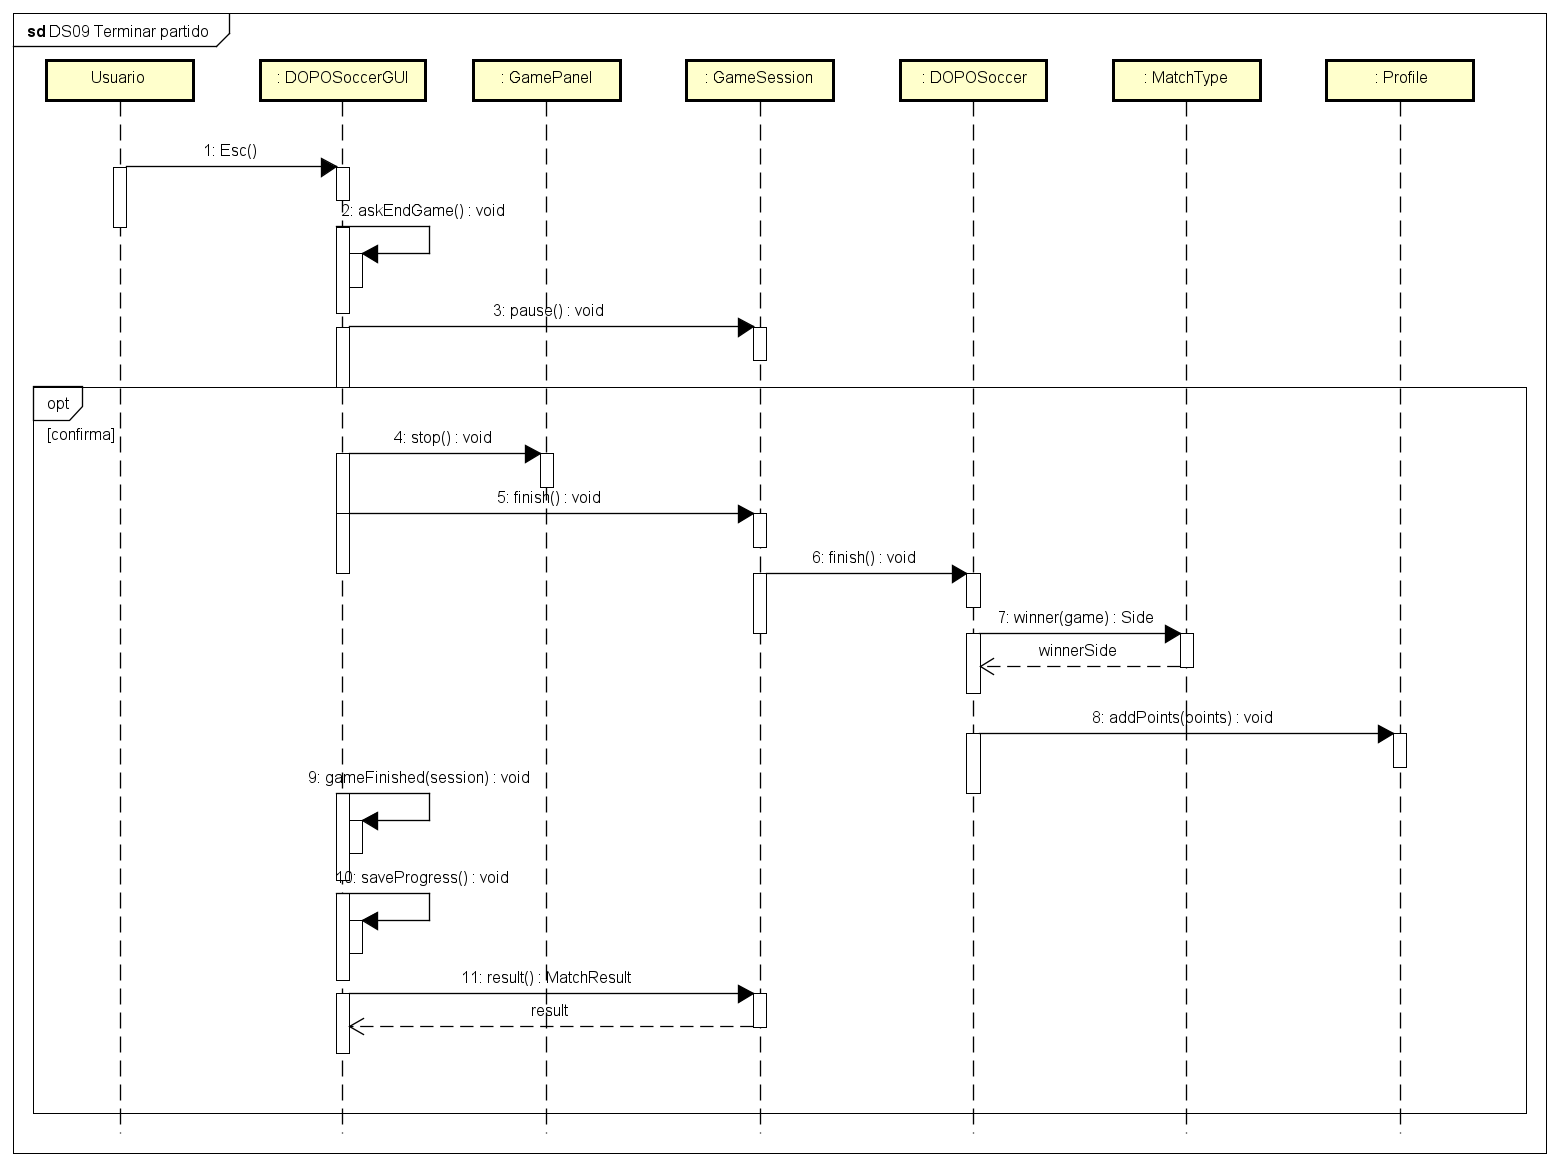 sd DS09 Terminar partido
Usuario
: DOPOSoccerGUI
: GamePanel
: GameSession
: DOPOSoccer
: MatchType
: Profile
1: Esc()
2: askEndGame() : void
3: pause() : void
opt
[confirma]
4: stop() : void
5: finish() : void
6: finish() : void
7: winner(game) : Side
winnerSide
8: addPoints(points) : void
9: gameFinished(session) : void
10: saveProgress() : void
11: result() : MatchResult
result